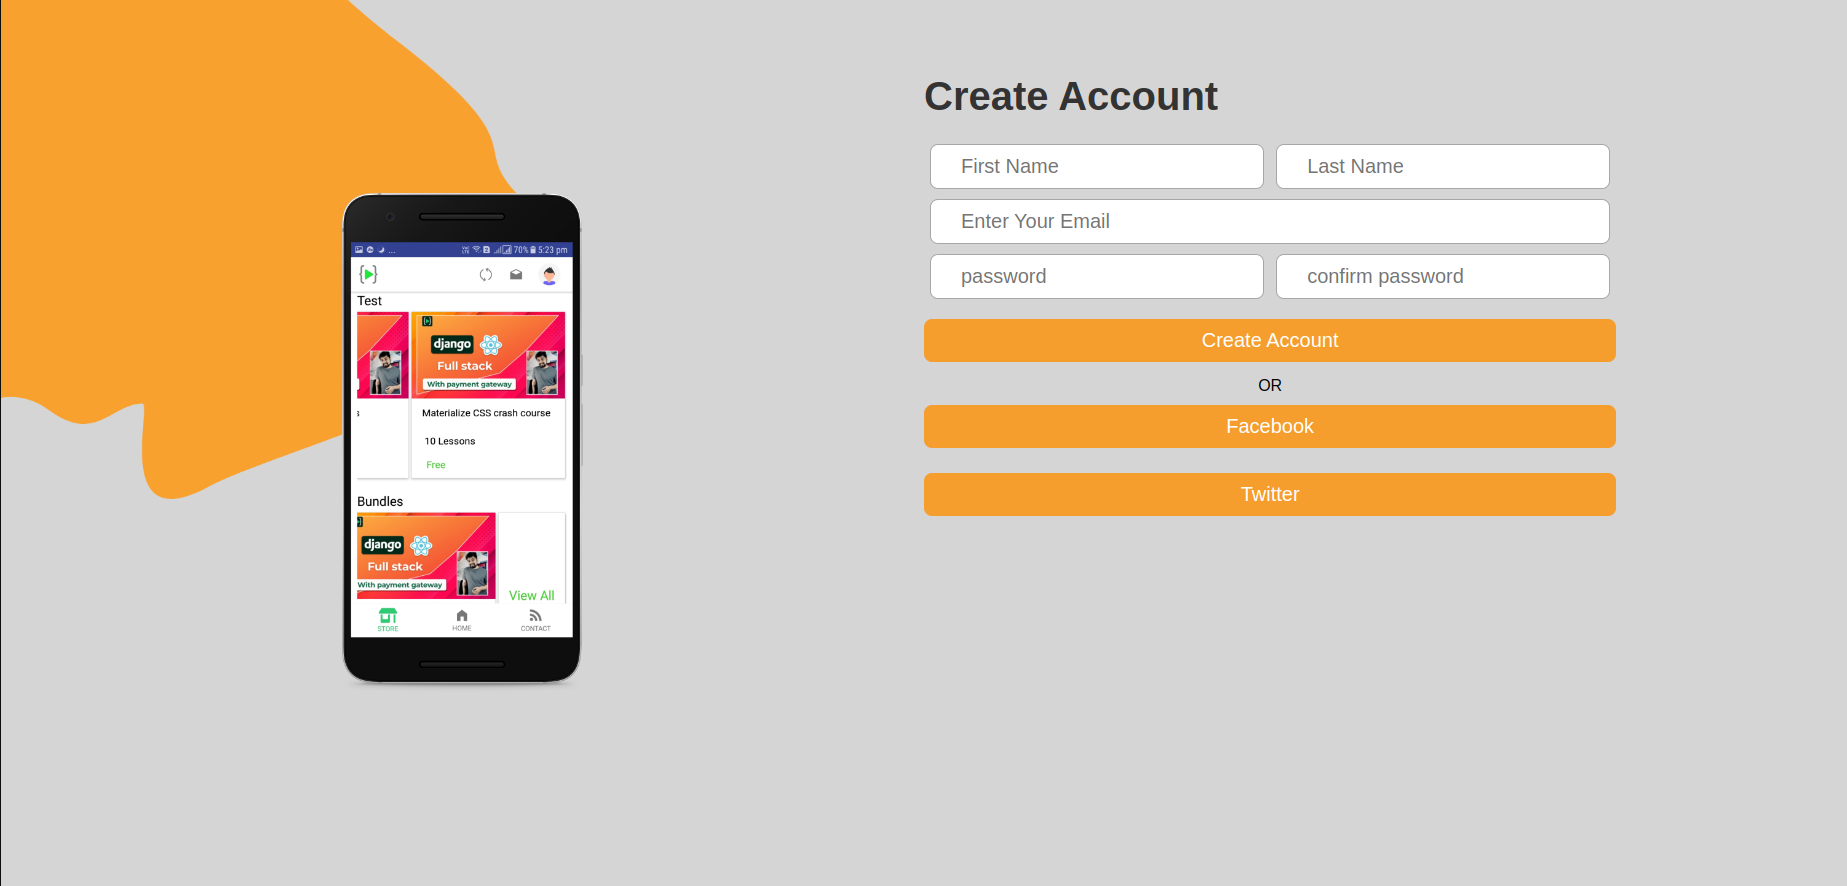 Create Account
First Name Last Name
Enter Your Email
password confirm password
Create Account
OR
Facebook
Twitter
... 70% 5:23 pm
Test
django
Full stack
With payment gateway
s
Materialize CSS crash course
10 Lessons
Free
Bundles
django
Full stack
With payment gateway
View All
STORE HOME CONTACT